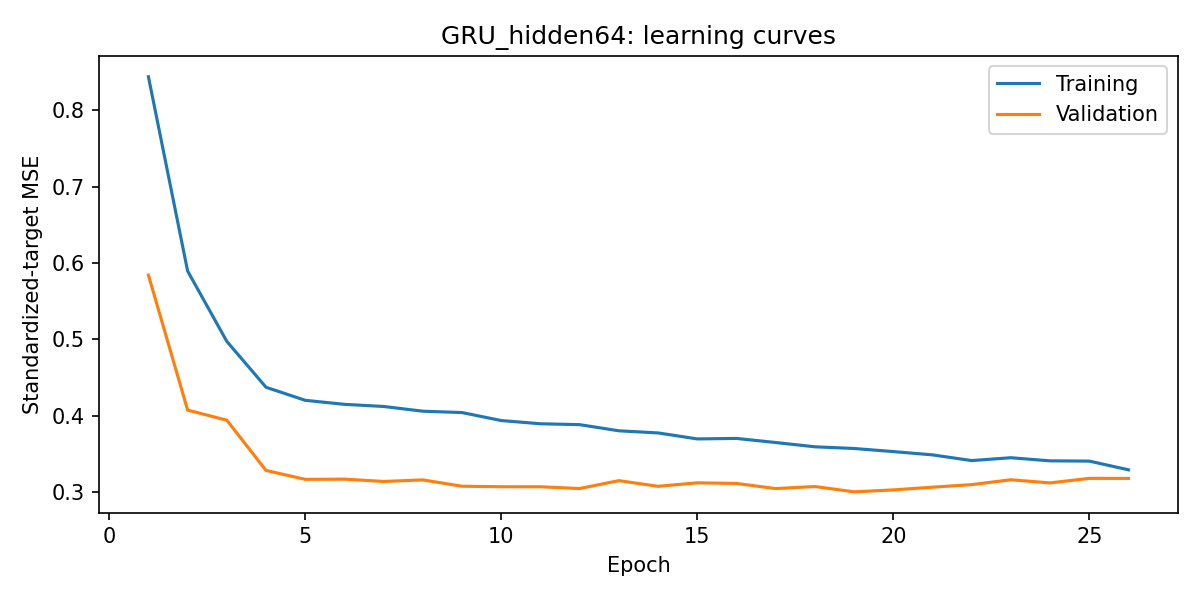 GRU_hidden64: learning curves
Training
Validation
Standardized-target MSE
0.8
0.7
0.6
0.5
0.4
0.3
0 5 10 15 20 25
Epoch